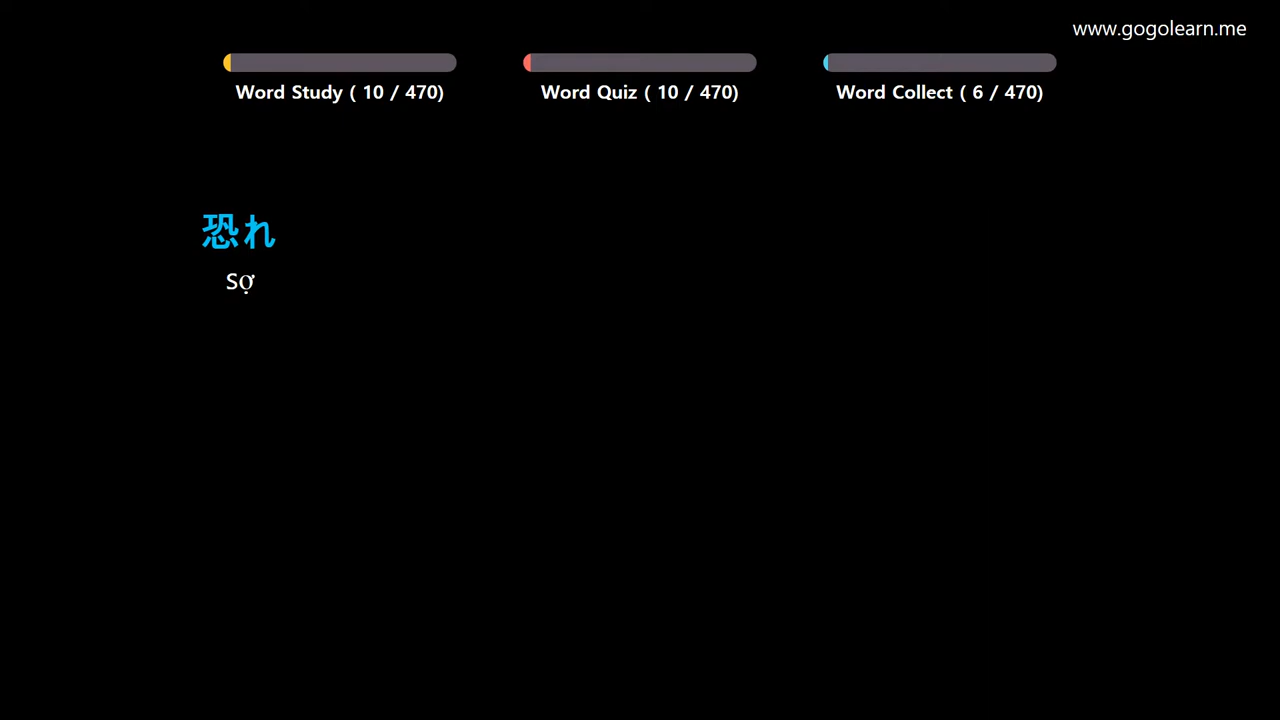 www.gogolearn.me
Word Study ( 10 / 470)
Word Quiz ( 10 / 470)
Word Collect ( 6 / 470)
恐れ
Sợ